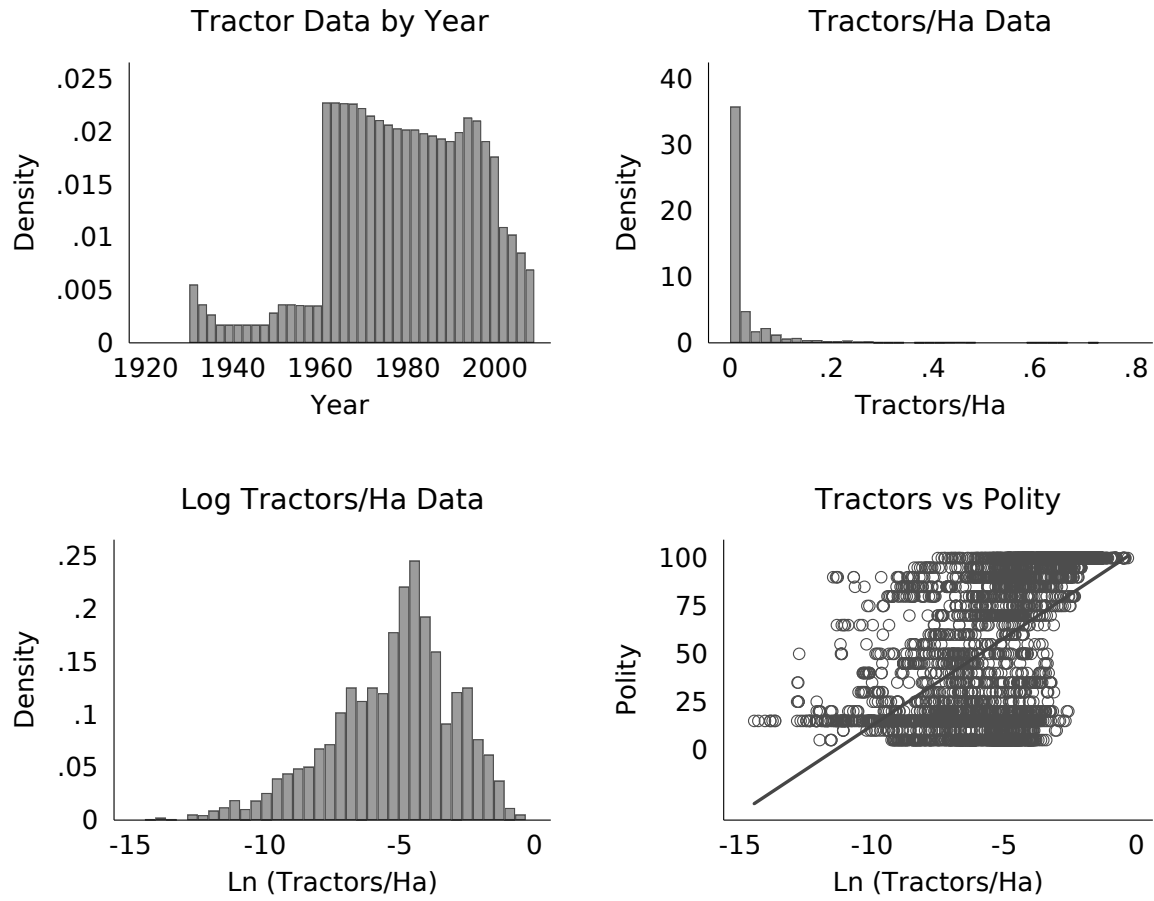 Tractor Data by Year
.025
.02
.015
.01
.005
0
Density
1920 1940 1960 1980 2000
Year
Tractors/Ha Data
40
30
20
10
0
Density
0 .2 .4 .6 .8
Tractors/Ha
Log Tractors/Ha Data
.25
.2
.15
.1
.05
0
Density
-15 -10 -5 0
Ln (Tractors/Ha)
Tractors vs Polity
100
75
50
25
0
Polity
-15 -10 -5 0
Ln (Tractors/Ha)